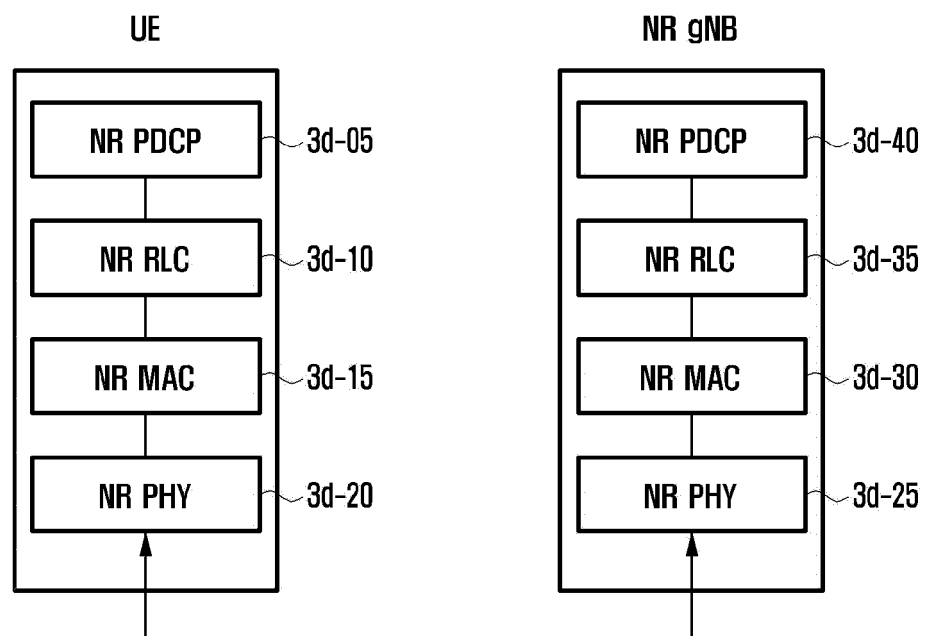 UE
NR gNB
NR PDCP
3d-05
NR PDCP
3d-40
NR RLC
3d-10
NR RLC
3d-35
NR MAC
3d-15
NR MAC
3d-30
NR PHY
3d-20
NR PHY
3d-25